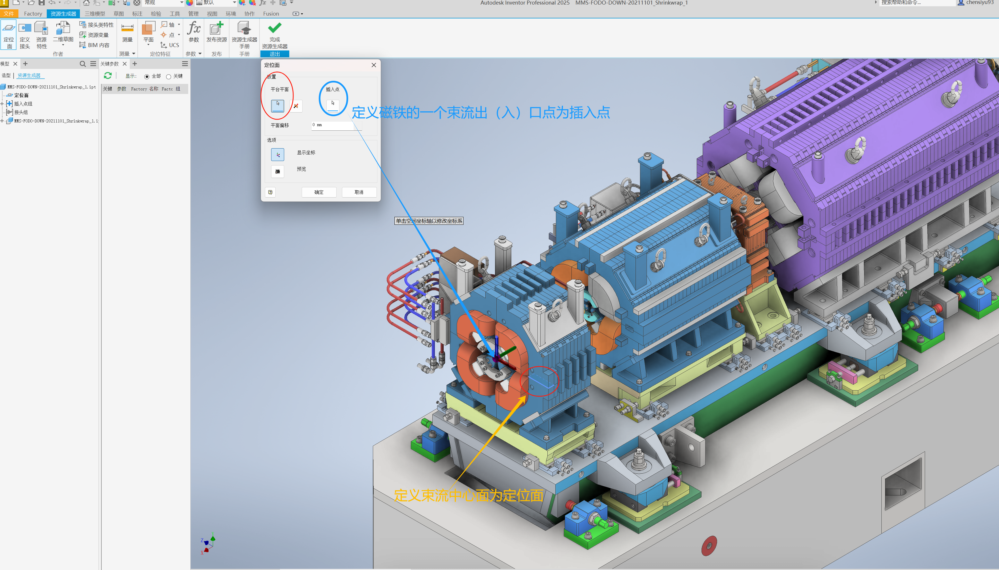 常规
默认
Autodesk Inventor Professional 2025 MMS-FODO-DOWN-20211101_Shrinkwrap_1
搜索帮助和命令...
chensiyu93
文件
Factory
资源生成器
三维模型
草图
标注
检验
工具
管理
视图
环境
协作
Fusion
定位
面
定义
接头
资源
特性
二维草图
接头类特性
资源变量
BIM 内容
作者
测量
测量
平面
轴
点
UCS
定位特征
fx
参数
参数
发布资源
发布
资源生成器
手册
手册
完成
资源生成器
退出
模型
造型
资源生成器
MMS-FODO-DOWN-20211101_Shrinkwrap_1.ipt
定位面
插入点组
接头组
MMS-FODO-DOWN-20211101_Shrinkwrap_1.i
关键参数
显示:
全部
关键
关键 参数 Factory 名称 Factc 组
定位面
放置
平台平面
插入点
平面偏移
0 mm
选项
显示坐标
预览
确定
取消
定义磁铁的一个束流出（入）口点为插入点
单击空间坐标轴以修改坐标系
定义束流中心面为定位面
Z
Y
X